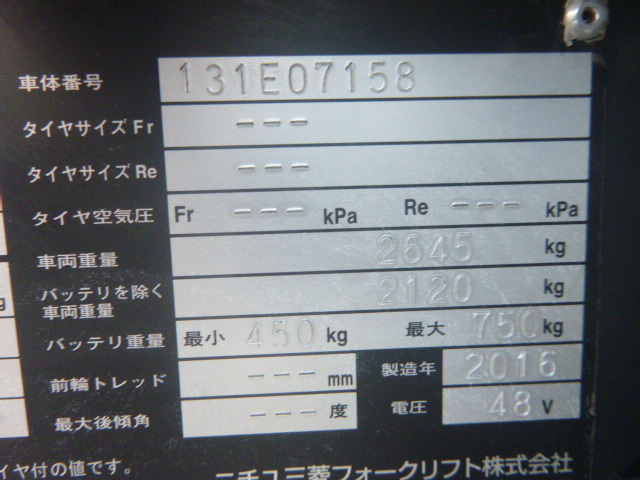 車体番号 131E07158
タイヤサイズ Fr ---
タイヤサイズ Re ---
タイヤ空気圧 Fr --- kPa Re --- kPa
車両重量 2645 kg
バッテリを除く車両重量 2120 kg
バッテリ重量 最小 450 kg 最大 750 kg
前輪トレッド --- mm 製造年 2016
最大後傾角 --- 度 電圧 48 V
イヤ付の値です。 ニチユ三菱フォークリフト株式会社